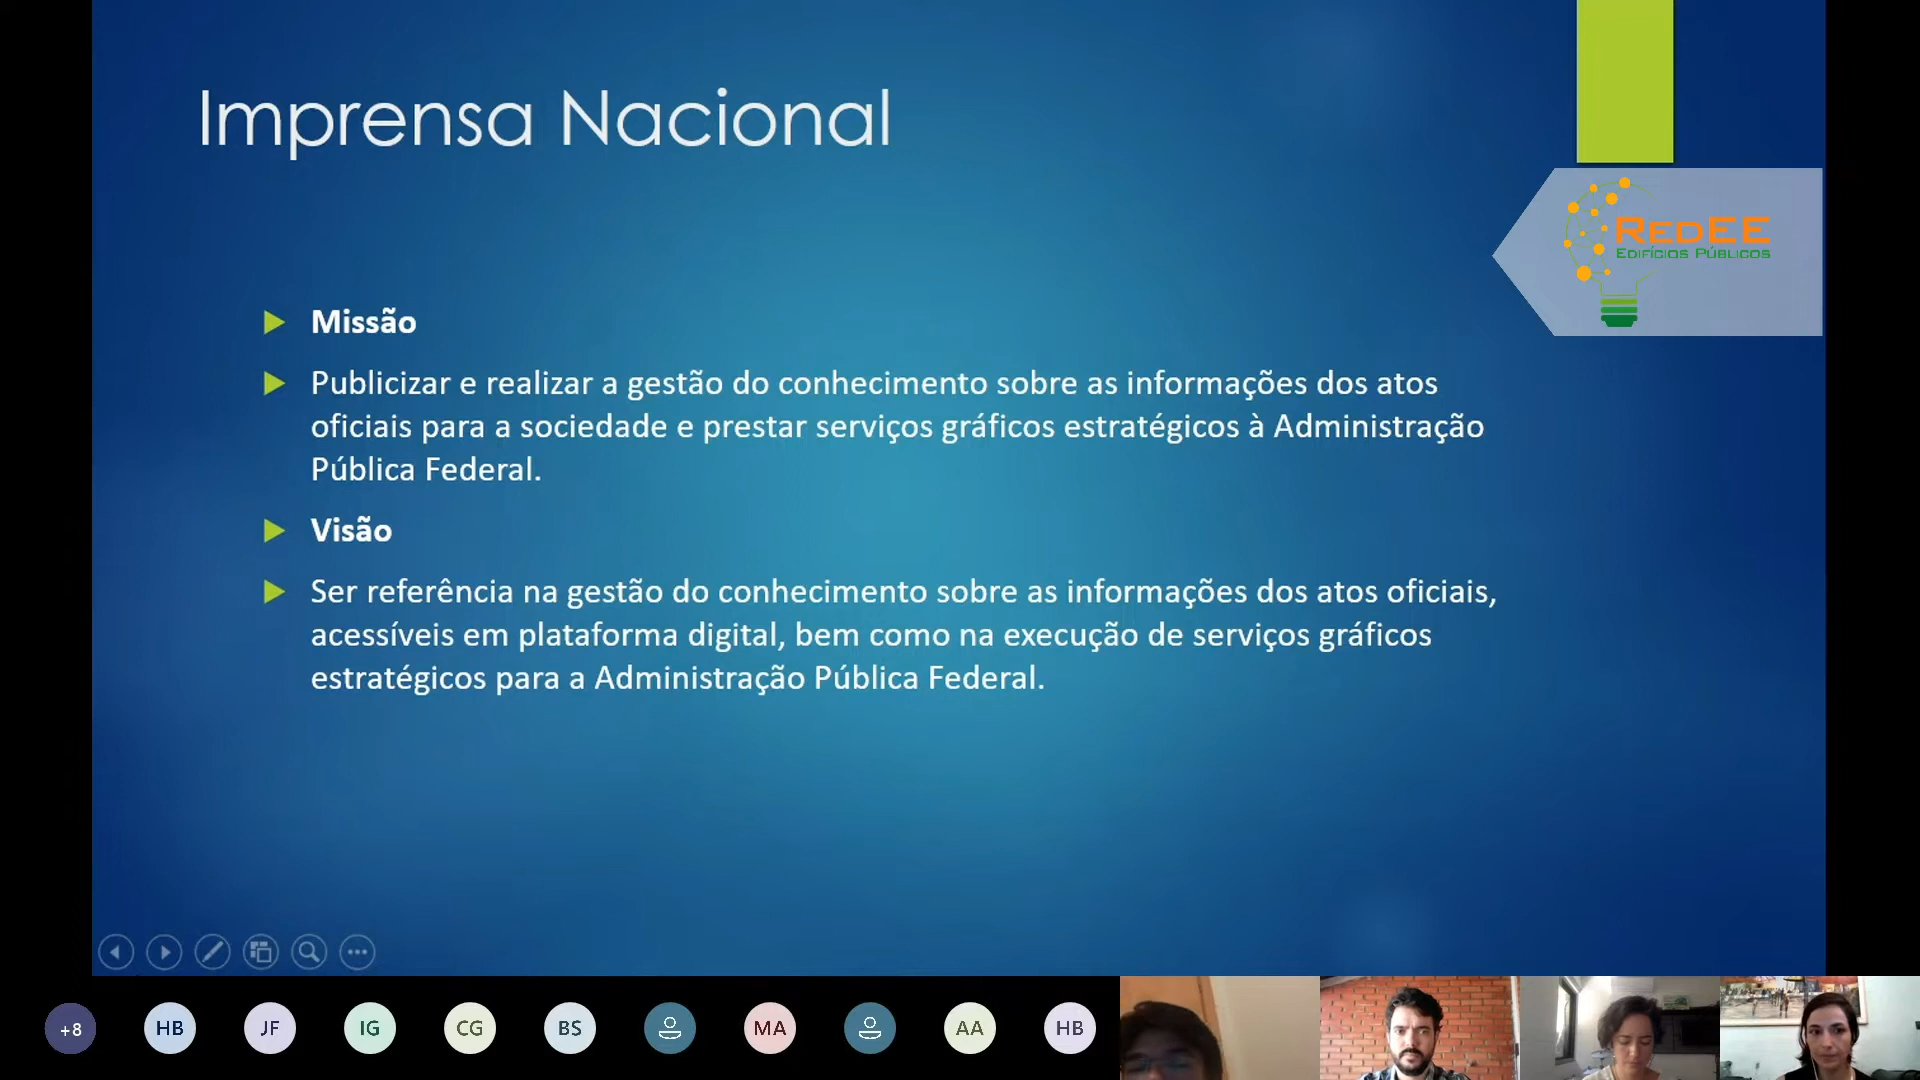 Imprensa Nacional
RedEE
Edifícios Públicos
Missão
Publicizar e realizar a gestão do conhecimento sobre as informações dos atos
oficiais para a sociedade e prestar serviços gráficos estratégicos à Administração
Pública Federal.
Visão
Ser referência na gestão do conhecimento sobre as informações dos atos oficiais,
acessíveis em plataforma digital, bem como na execução de serviços gráficos
estratégicos para a Administração Pública Federal.
+8 HB JF IG CG BS MA AA HB